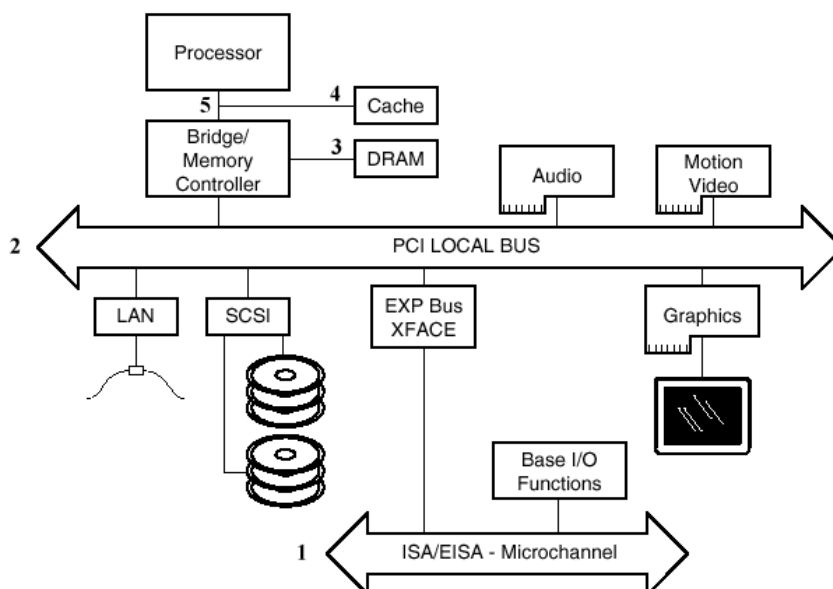 Processor
5
4
Cache
Bridge/
Memory
Controller
3
DRAM
Audio
Motion
Video
2
PCI LOCAL BUS
LAN
SCSI
EXP Bus
XFACE
Graphics
Base I/O
Functions
1
ISA/EISA - Microchannel